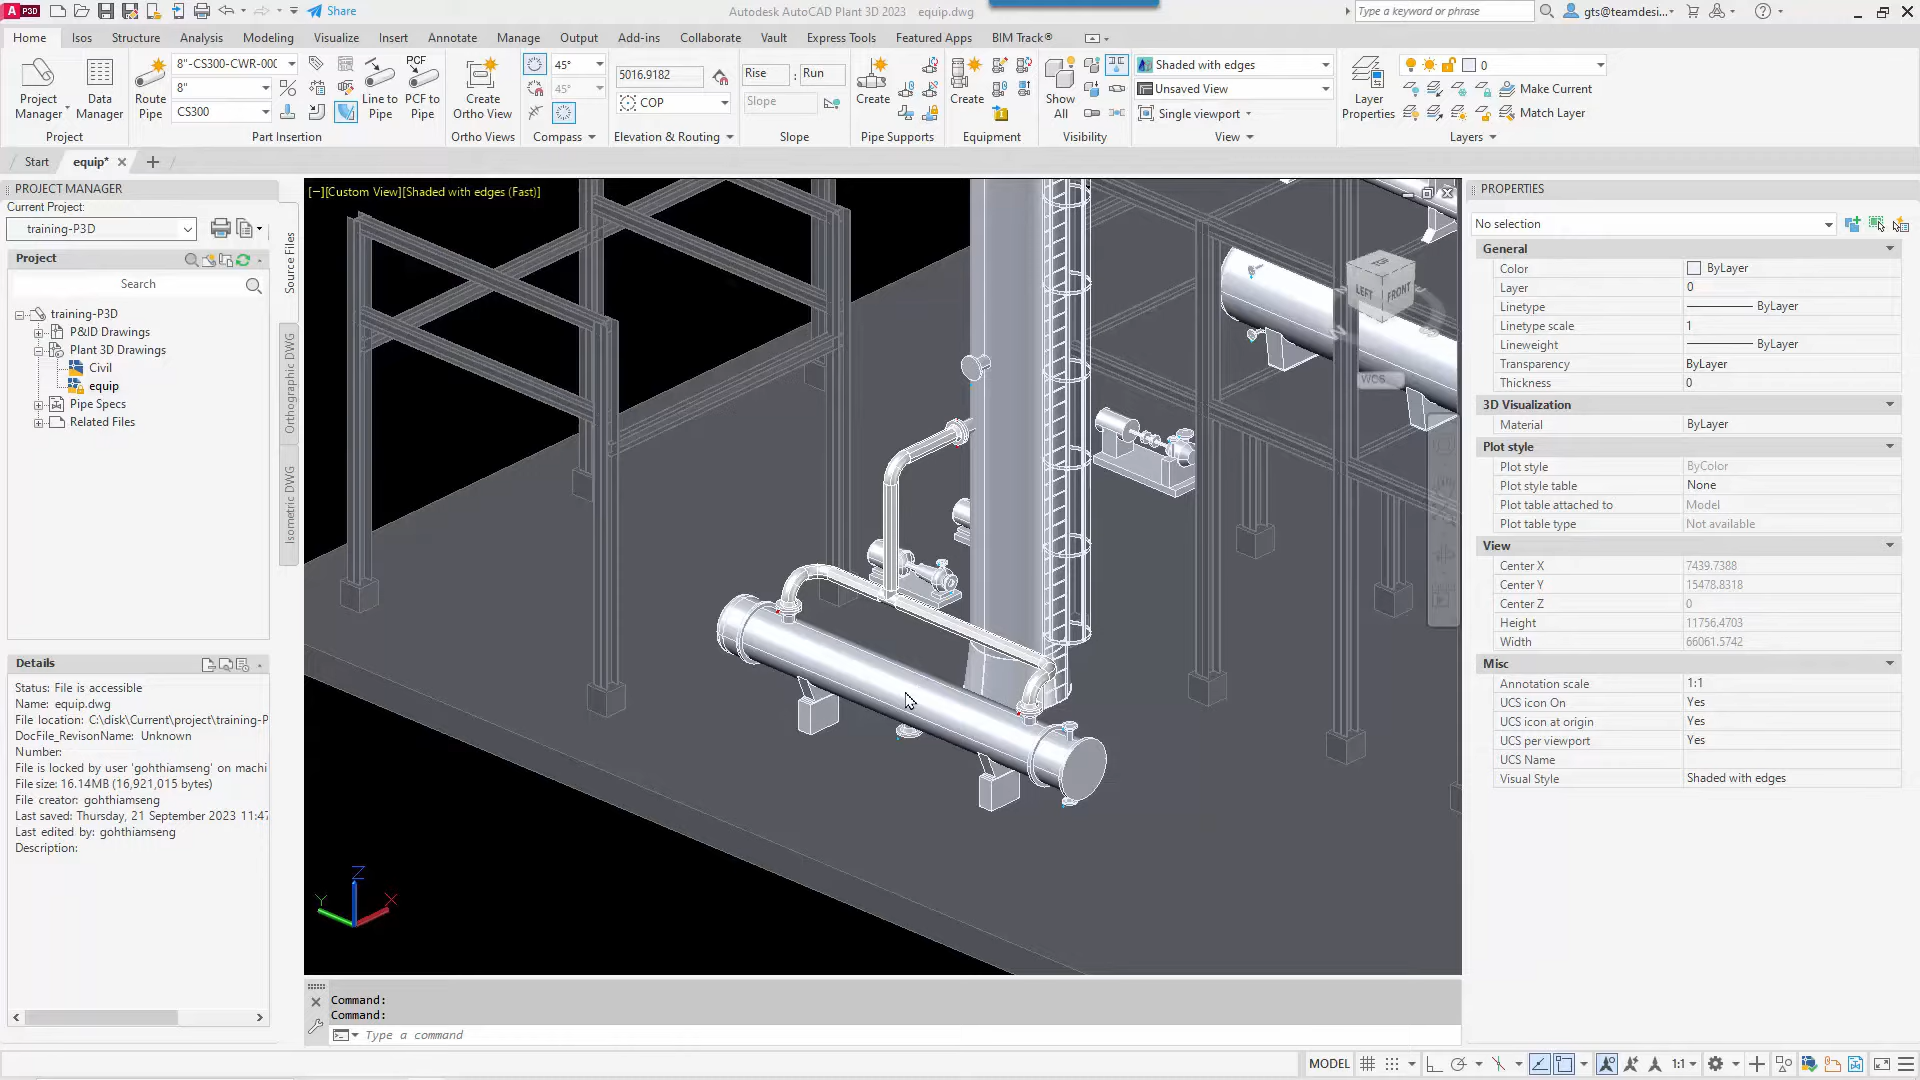 A P3D
Share
Autodesk AutoCAD Plant 3D 2023 equip.dwg
Type a keyword or phrase
gts@teamdesi...
Home Isos Structure Analysis Modeling Visualize Insert Annotate Manage Output Add-ins Collaborate Vault Express Tools Featured Apps BIM Track®
Project Manager
Data Manager
Project
Route Pipe
8"-CS300-CWR-000
8"
CS300
Line to Pipe
PCF
PCF to Pipe
Part Insertion
Create Ortho View
Ortho Views
45°
45°
Compass
5016.9182
COP
Elevation & Routing
Rise : Run
Slope
Slope
Create
Pipe Supports
Create
Equipment
Show All
Visibility
Shaded with edges
Unsaved View
Single viewport
View
Layer Properties
0
Make Current
Match Layer
Layers
Start equip*
PROJECT MANAGER
Current Project:
training-P3D
Project
Search
training-P3D
P&ID Drawings
Plant 3D Drawings
Civil
equip
Pipe Specs
Related Files
Source Files
Orthographic DWG
Isometric DWG
Details
Status: File is accessible
Name: equip.dwg
File location: C:\disk\Current\project\training-P
DocFile_RevisonName: Unknown
Number:
File is locked by user 'gohthiamseng' on machi
File size: 16.14MB (16,921,015 bytes)
File creator: gohthiamseng
Last saved: Thursday, 21 September 2023 11:47
Last edited by: gohthiamseng
Description:
[−][Custom View][Shaded with edges (Fast)]
TOP
LEFT
FRONT
WCS
Z
Y
X
Command:
Command:
Type a command
PROPERTIES
No selection
General
Color ByLayer
Layer 0
Linetype ByLayer
Linetype scale 1
Lineweight ByLayer
Transparency ByLayer
Thickness 0
3D Visualization
Material ByLayer
Plot style
Plot style ByColor
Plot style table None
Plot table attached to Model
Plot table type Not available
View
Center X 7439.7388
Center Y 15478.8318
Center Z 0
Height 11756.4703
Width 66061.5742
Misc
Annotation scale 1:1
UCS icon On Yes
UCS icon at origin Yes
UCS per viewport Yes
UCS Name
Visual Style Shaded with edges
MODEL
1:1